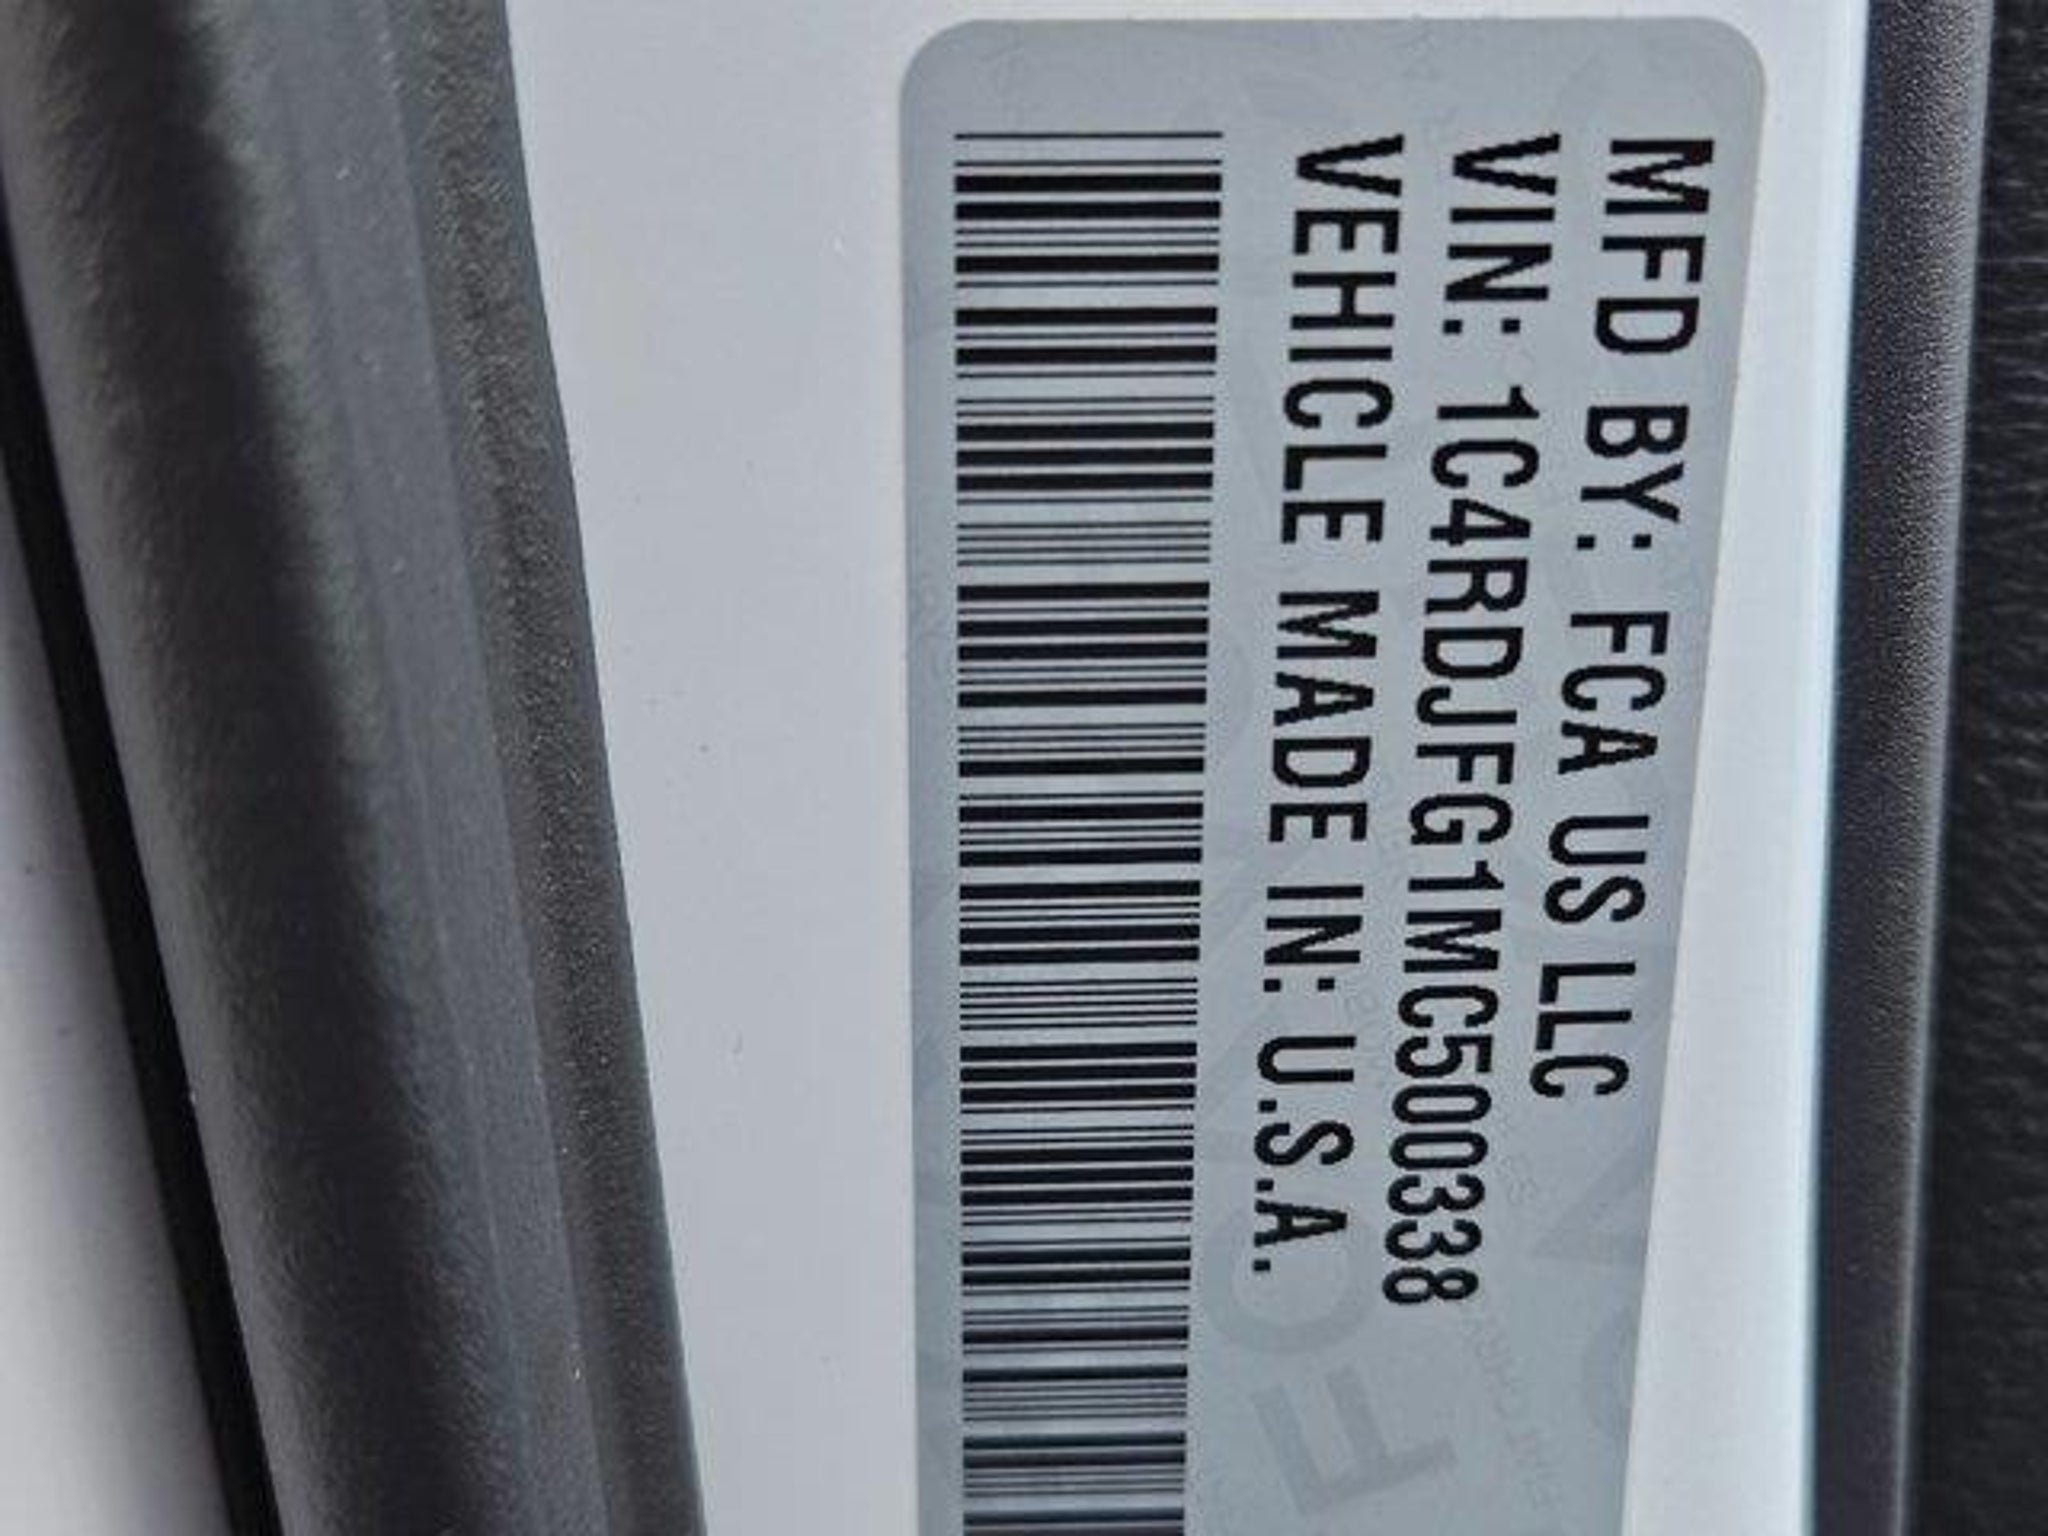 MFD BY: FCA US LLC
VIN: 1C4RDJFG1MC500338
VEHICLE MADE IN: U.S.A.